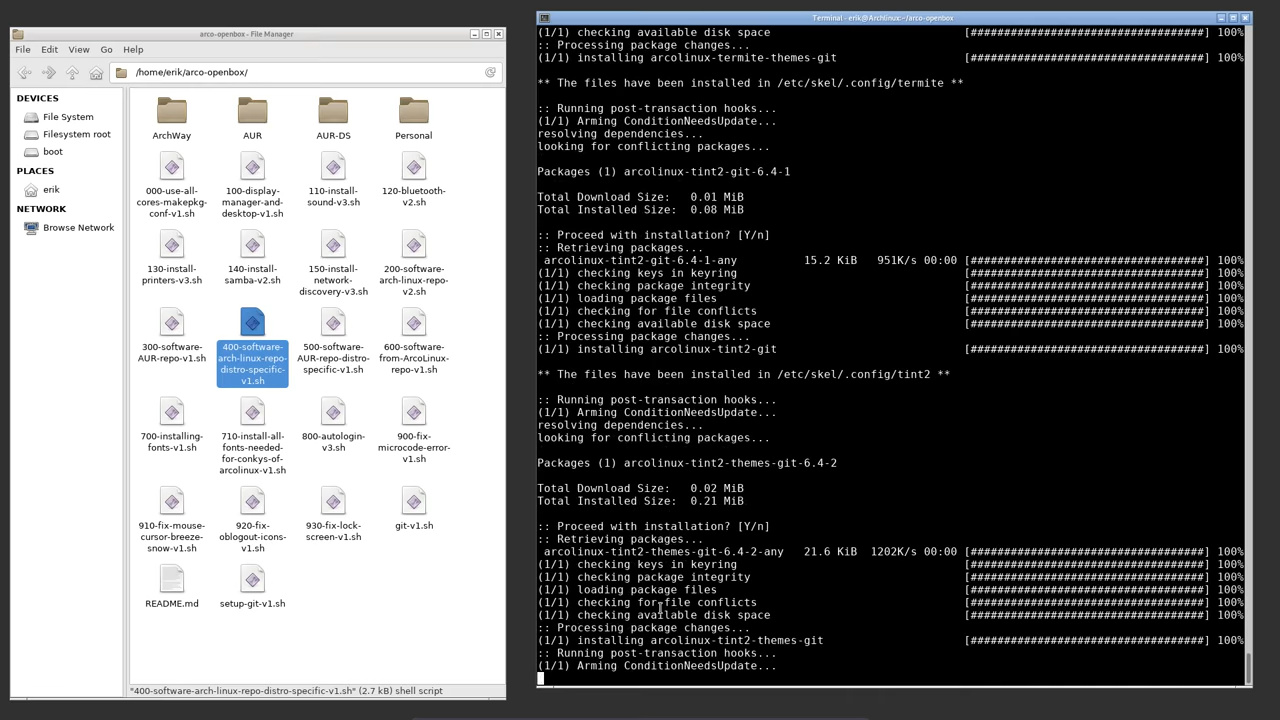 arco-openbox - File Manager
File Edit View Go Help
/home/erik/arco-openbox/
DEVICES
File System
Filesystem root
boot
PLACES
erik
NETWORK
Browse Network
ArchWay
AUR
AUR-DS
Personal
000-use-all-
cores-makepkg-
conf-v1.sh
100-display-
manager-and-
desktop-v1.sh
110-install-
sound-v3.sh
120-bluetooth-
v2.sh
130-install-
printers-v3.sh
140-install-
samba-v2.sh
150-install-
network-
discovery-v3.sh
200-software-
arch-linux-repo-
v2.sh
300-software-
AUR-repo-v1.sh
400-software-
arch-linux-repo-
distro-specific-
v1.sh
500-software-
AUR-repo-distro-
specific-v1.sh
600-software-
from-ArcoLinux-
repo-v1.sh
700-installing-
fonts-v1.sh
710-install-all-
fonts-needed-
for-conkys-of-
arcolinux-v1.sh
800-autologin-
v3.sh
900-fix-
microcode-error-
v1.sh
910-fix-mouse-
cursor-breeze-
snow-v1.sh
920-fix-
oblogout-icons-
v1.sh
930-fix-lock-
screen-v1.sh
git-v1.sh
README.md
setup-git-v1.sh
"400-software-arch-linux-repo-distro-specific-v1.sh" (2.7 kB) shell script
Terminal - erik@Archlinux:~/arco-openbox
(1/1) checking available disk space [##################################] 100%
:: Processing package changes...
(1/1) installing arcolinux-termite-themes-git [##################################] 100%
** The files have been installed in /etc/skel/.config/termite **
:: Running post-transaction hooks...
(1/1) Arming ConditionNeedsUpdate...
resolving dependencies...
looking for conflicting packages...
Packages (1) arcolinux-tint2-git-6.4-1
Total Download Size: 0.01 MiB
Total Installed Size: 0.08 MiB
:: Proceed with installation? [Y/n]
:: Retrieving packages...
arcolinux-tint2-git-6.4-1-any 15.2 KiB 951K/s 00:00 [##################################] 100%
(1/1) checking keys in keyring [##################################] 100%
(1/1) checking package integrity [##################################] 100%
(1/1) loading package files [##################################] 100%
(1/1) checking for file conflicts [##################################] 100%
(1/1) checking available disk space [##################################] 100%
:: Processing package changes...
(1/1) installing arcolinux-tint2-git [##################################] 100%
** The files have been installed in /etc/skel/.config/tint2 **
:: Running post-transaction hooks...
(1/1) Arming ConditionNeedsUpdate...
resolving dependencies...
looking for conflicting packages...
Packages (1) arcolinux-tint2-themes-git-6.4-2
Total Download Size: 0.02 MiB
Total Installed Size: 0.21 MiB
:: Proceed with installation? [Y/n]
:: Retrieving packages...
arcolinux-tint2-themes-git-6.4-2-any 21.6 KiB 1202K/s 00:00 [##################################] 100%
(1/1) checking keys in keyring [##################################] 100%
(1/1) checking package integrity [##################################] 100%
(1/1) loading package files [##################################] 100%
(1/1) checking for file conflicts [##################################] 100%
(1/1) checking available disk space [##################################] 100%
:: Processing package changes...
(1/1) installing arcolinux-tint2-themes-git [##################################] 100%
:: Running post-transaction hooks...
(1/1) Arming ConditionNeedsUpdate...